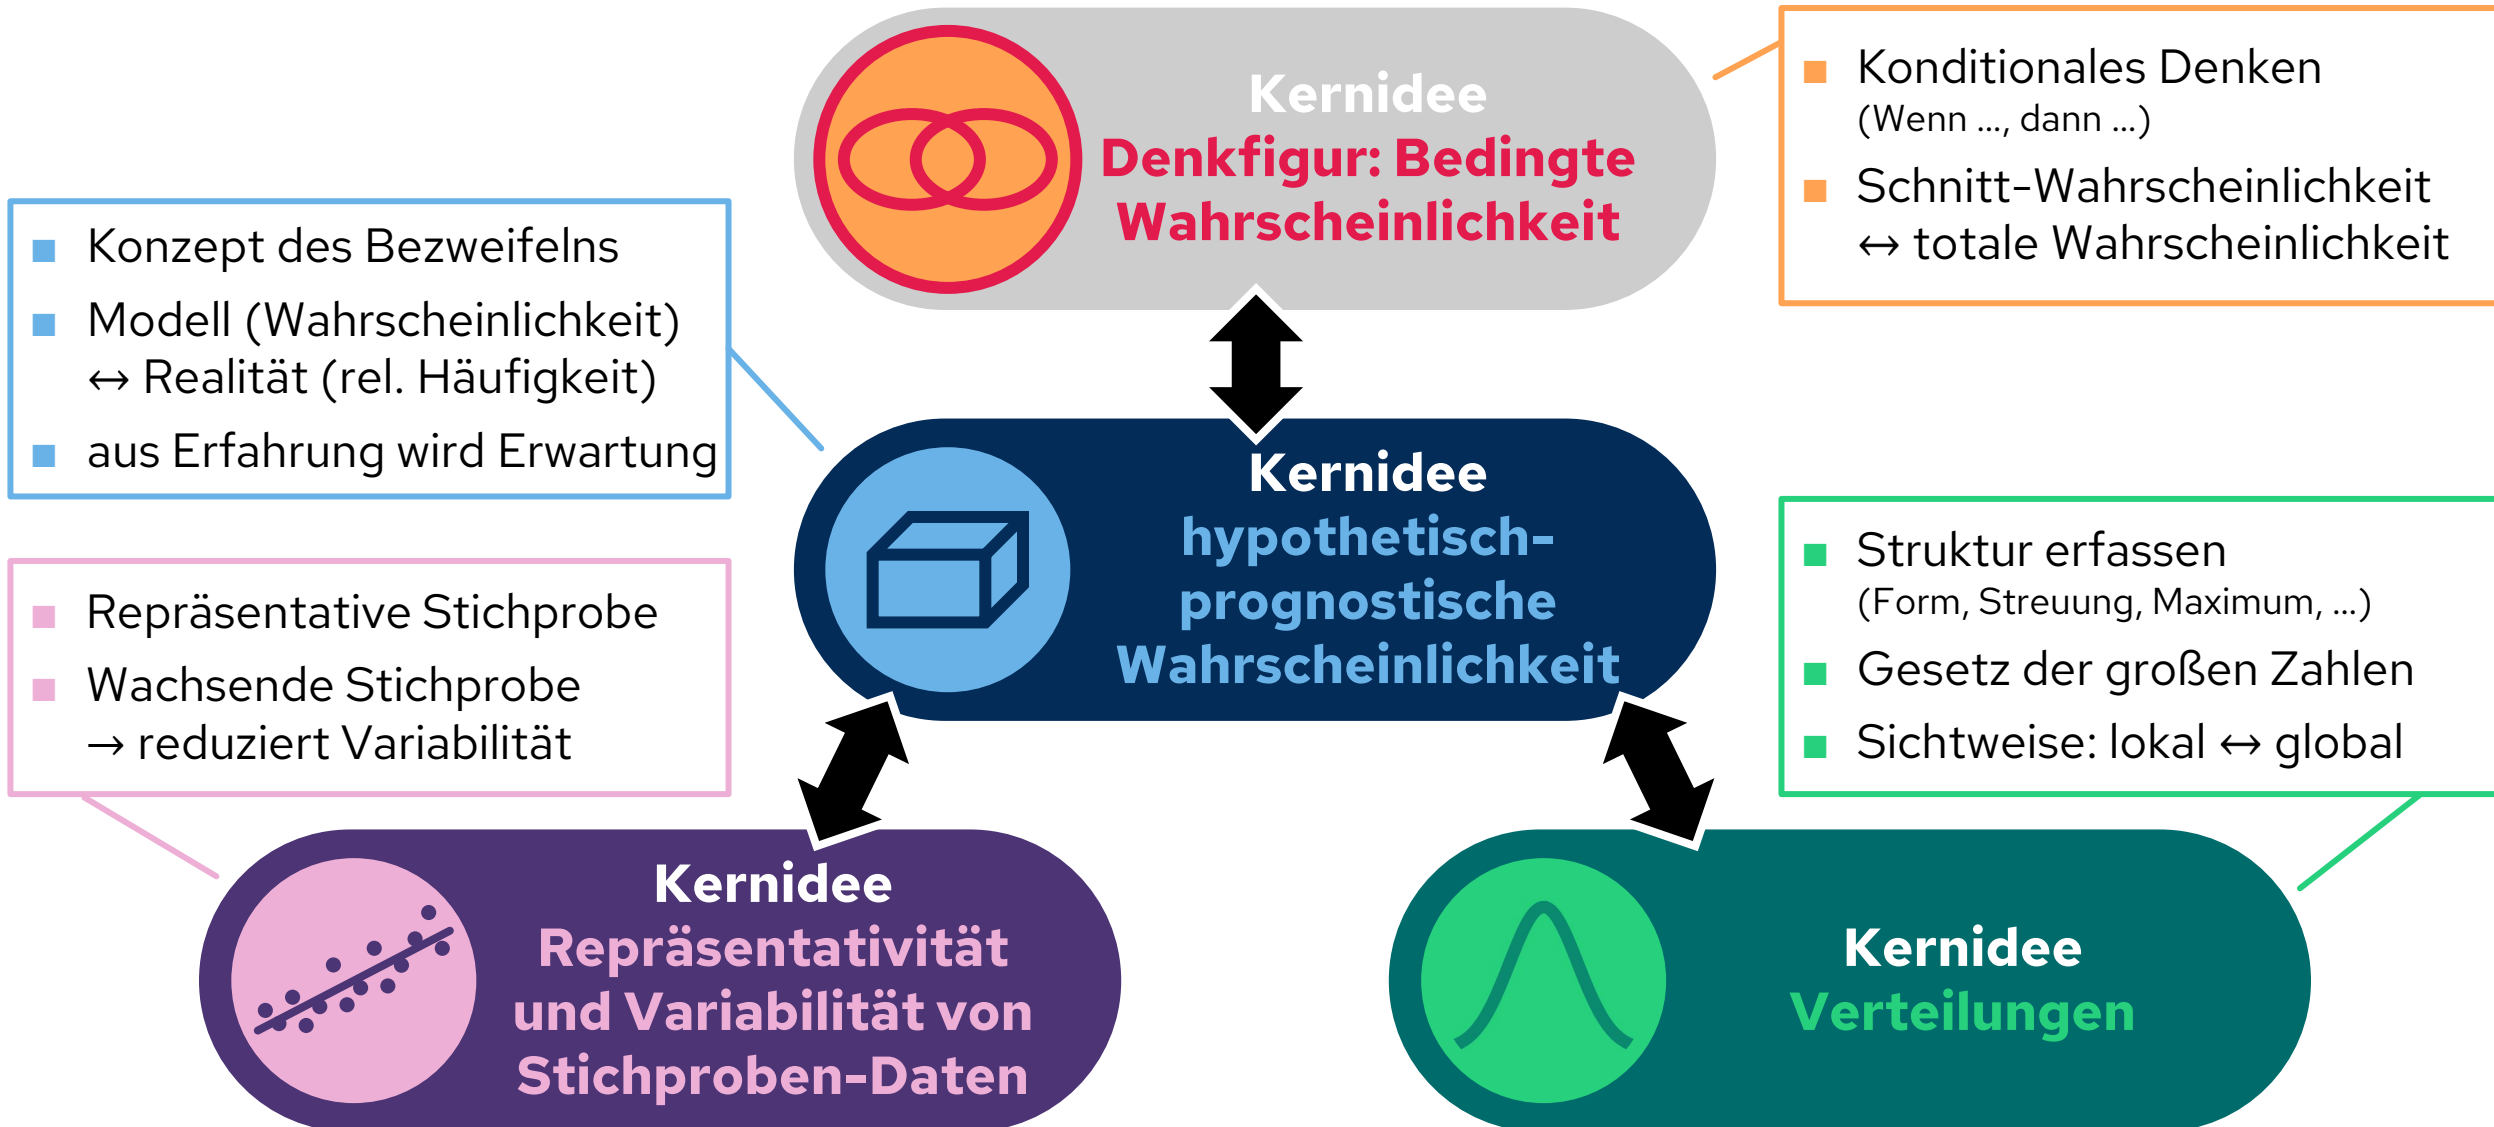 Kernidee
Denkfigur: Bedingte
Wahrscheinlichkeit
Konditionales Denken
(Wenn ..., dann ...)
Schnitt-Wahrscheinlichkeit
↔ totale Wahrscheinlichkeit
Konzept des Bezweifelns
Modell (Wahrscheinlichkeit)
↔ Realität (rel. Häufigkeit)
aus Erfahrung wird Erwartung
Kernidee
hypothetisch-
prognostische
Wahrscheinlichkeit
Repräsentative Stichprobe
Wachsende Stichprobe
→ reduziert Variabilität
Struktur erfassen
(Form, Streuung, Maximum, ...)
Gesetz der großen Zahlen
Sichtweise: lokal ↔ global
Kernidee
Repräsentativität
und Variabilität von
Stichproben-Daten
Kernidee
Verteilungen